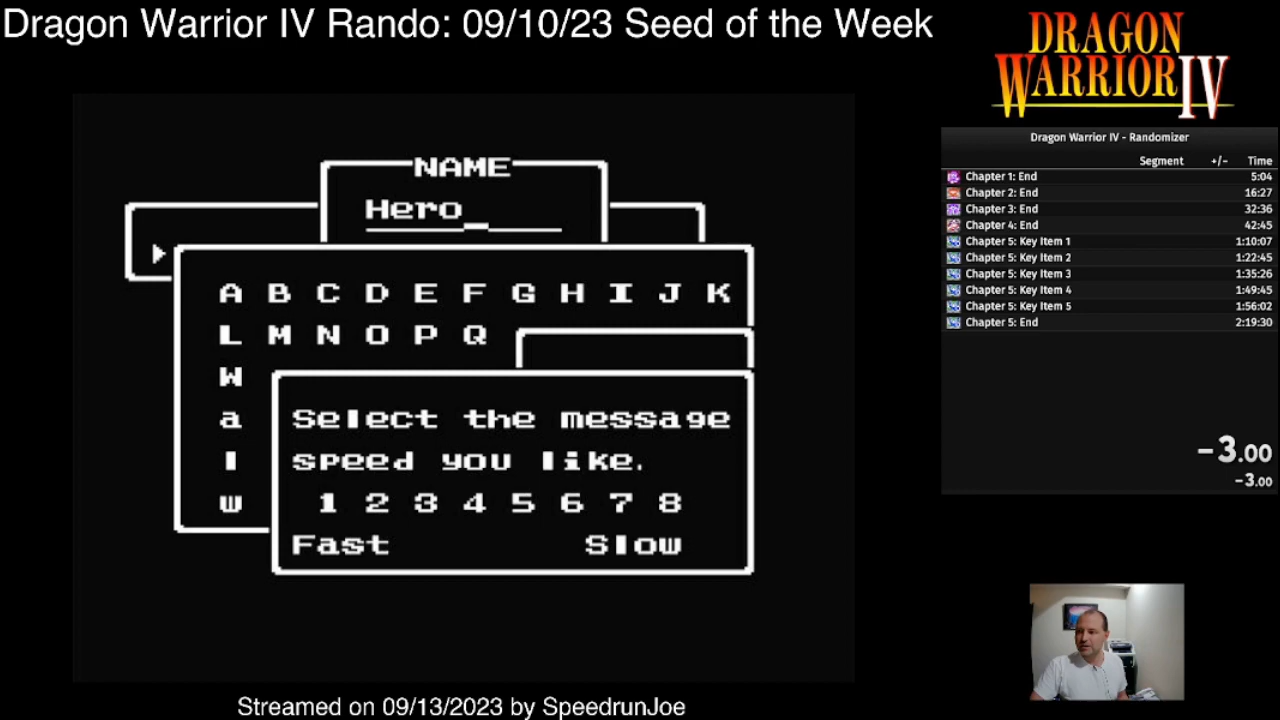 Dragon Warrior IV Rando: 09/10/23 Seed of the Week
DRAGON
WARRIOR IV
Dragon Warrior IV - Randomizer
Segment +/- Time
Chapter 1: End 5:04
Chapter 2: End 16:27
Chapter 3: End 32:36
Chapter 4: End 42:45
Chapter 5: Key Item 1 1:10:07
Chapter 5: Key Item 2 1:22:45
Chapter 5: Key Item 3 1:35:26
Chapter 5: Key Item 4 1:49:45
Chapter 5: Key Item 5 1:56:02
Chapter 5: End 2:19:30
-3.00
-3.00
NAME
Hero_
A B C D E F G H I J K
L M N O P Q
W
a
l
w
Select the message
speed you like.
1 2 3 4 5 6 7 8
Fast Slow
Streamed on 09/13/2023 by SpeedrunJoe